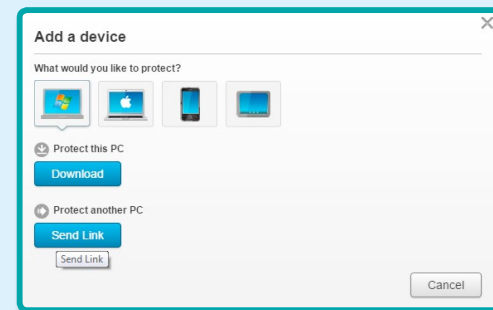 Add a device
What would you like to protect?
Protect this PC
Download
Protect another PC
Send Link
Send Link
Cancel